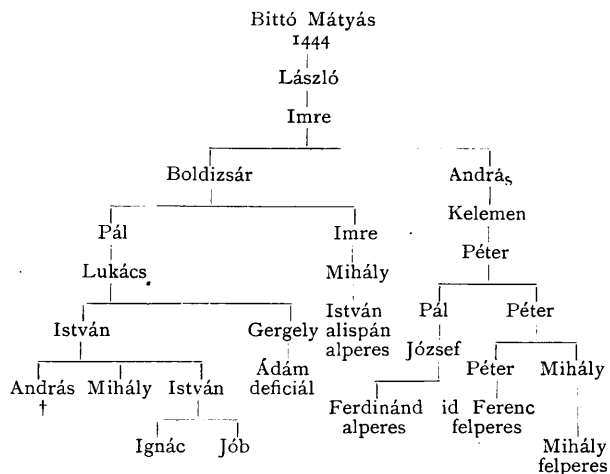 Bittó Mátyás
1444
László
Imre
Boldizsár András
Kelemen
Pál Imre
Péter
Lukács Mihály
Pál Péter
István Gergely István
alispán
alperes József
András Mihály István Ádám Péter Mihály
† deficiál
Ferdinánd id Ferenc
alperes felperes
Ignác Jób Mihály
felperes